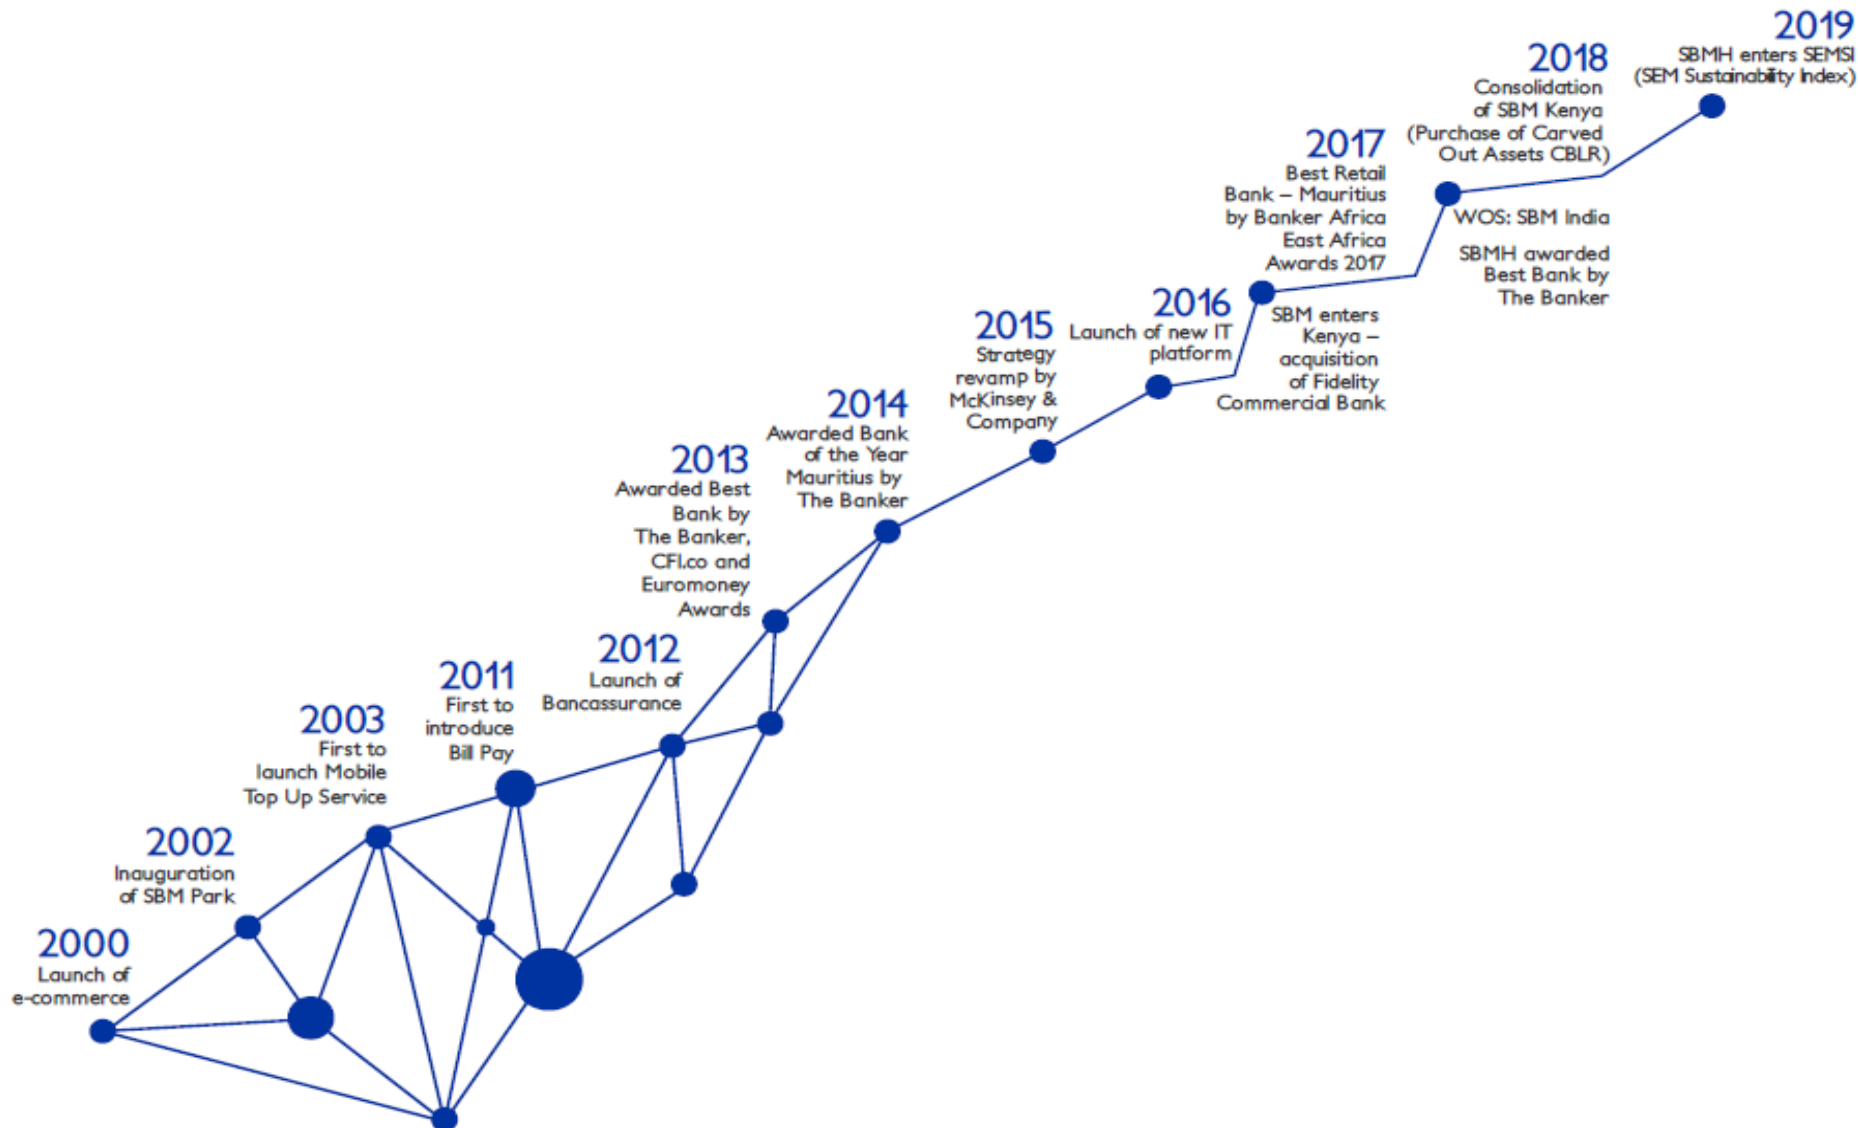 2000
Launch of
e-commerce
2002
Inauguration
of SBM Park
2003
First to
launch Mobile
Top Up Service
2011
First to
introduce
Bill Pay
2012
Launch of
Bancassurance
2013
Awarded Best
Bank by
The Banker,
CFI.co and
Euromoney
Awards
2014
Awarded Bank
of the Year
Mauritius by
The Banker
2015
Strategy
revamp by
McKinsey &
Company
2016
Launch of new IT
platform
2017
Best Retail
Bank – Mauritius
by Banker Africa
East Africa
Awards 2017
SBM enters
Kenya –
acquisition
of Fidelity
Commercial Bank
2018
Consolidation
of SBM Kenya
(Purchase of Carved
Out Assets CBLR)
WOS: SBM India
SBMH awarded
Best Bank by
The Banker
2019
SBMH enters SEMSI
(SEM Sustainability Index)